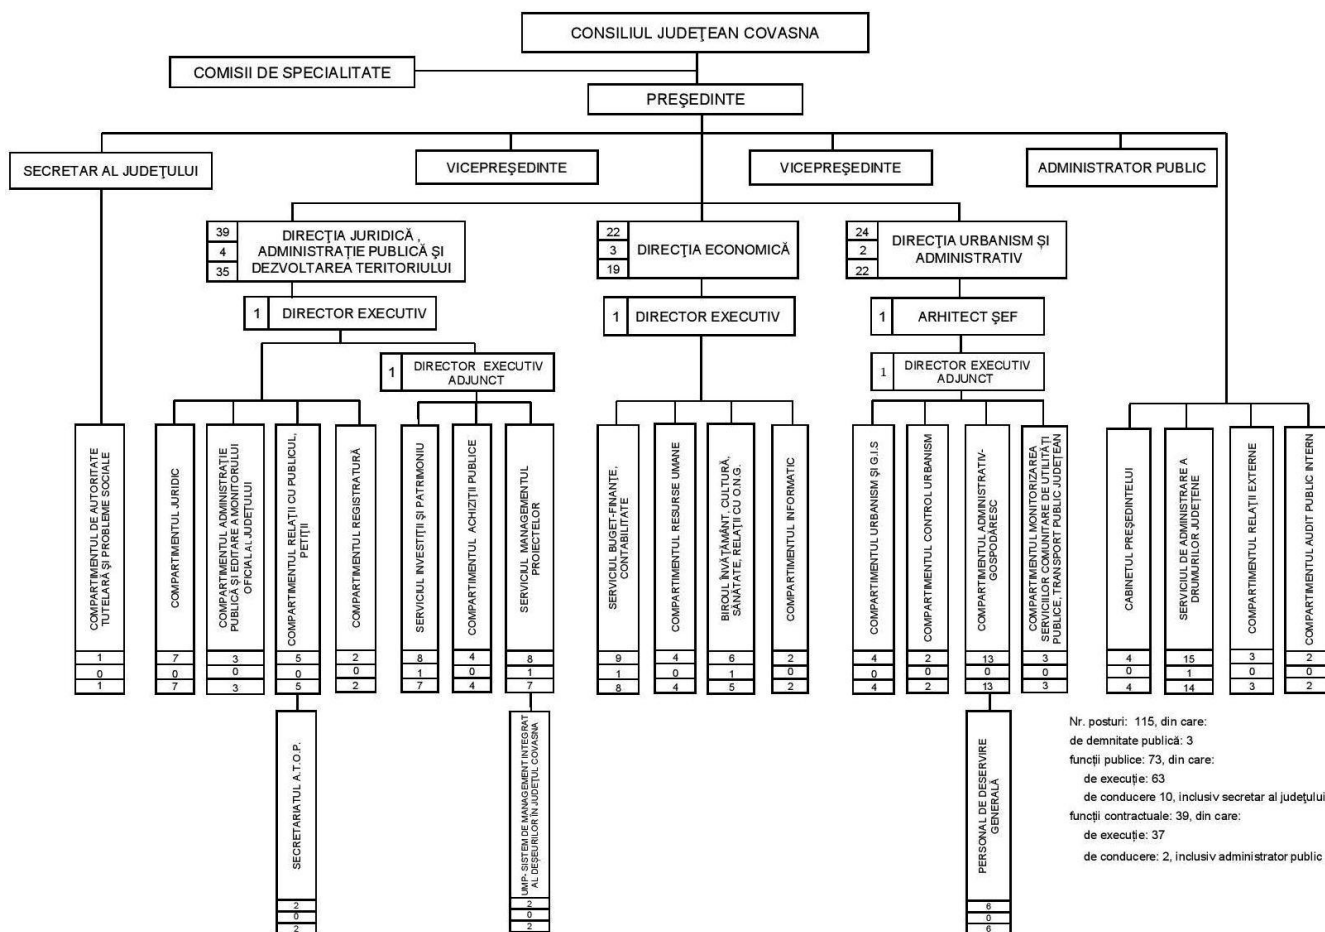 CONSILIUL JUDEŢEAN COVASNA
COMISII DE SPECIALITATE
PREŞEDINTE
SECRETAR AL JUDEŢULUI
VICEPREŞEDINTE
VICEPREŞEDINTE
ADMINISTRATOR PUBLIC
39
4
35
DIRECŢIA JURIDICĂ ,
ADMINISTRAŢIE PUBLICĂ ŞI
DEZVOLTAREA TERITORIULUI
22
3
19
DIRECŢIA ECONOMICĂ
24
2
22
DIRECŢIA URBANISM ŞI
ADMINISTRATIV
1
DIRECTOR EXECUTIV
1
DIRECTOR EXECUTIV
1
ARHITECT ŞEF
1
DIRECTOR EXECUTIV
ADJUNCT
1
DIRECTOR EXECUTIV
ADJUNCT
COMPARTIMENTUL DE AUTORITATE
TUTELARĂ ŞI PROBLEME SOCIALE
1
0
1
COMPARTIMENTUL JURIDIC
7
0
7
COMPARTIMENTUL ADMINISTRAŢIE
PUBLICĂ ŞI EDITARE A MONITORULUI
OFICIAL AL JUDEŢULUI
3
0
3
COMPARTIMENTUL RELAŢII CU PUBLICUL,
PETIŢII
5
0
5
COMPARTIMENTUL REGISTRATURĂ
2
0
2
SERVICIUL INVESTIŢII ŞI PATRIMONIU
8
1
7
COMPARTIMENTUL ACHIZIŢII PUBLICE
4
0
4
SERVICIUL MANAGEMENTUL
PROIECTELOR
8
1
7
SERVICIUL BUGET-FINANŢE,
CONTABILITATE
9
1
8
COMPARTIMENTUL RESURSE UMANE
4
0
4
BIROUL ÎNVĂŢĂMÂNT, CULTURĂ,
SĂNĂTATE, RELAŢII CU O.N.G.
6
1
5
COMPARTIMENTUL INFORMATIC
2
0
2
COMPARTIMENTUL URBANISM ŞI G.I.S
4
0
4
COMPARTIMENTUL CONTROL URBANISM
2
0
2
COMPARTIMENTUL ADMINISTRATIV-
GOSPODĂRESC
13
0
13
COMPARTIMENTUL MONITORIZAREA
SERVICIILOR COMUNITARE DE UTILITĂŢI
PUBLICE, TRANSPORT PUBLIC JUDEŢEAN
3
0
3
CABINETUL PREŞEDINTELUI
4
0
4
SERVICIUL DE ADMINISTRARE A
DRUMURILOR JUDEŢENE
15
1
14
COMPARTIMENTUL RELAŢII EXTERNE
3
0
3
COMPARTIMENTUL AUDIT PUBLIC INTERN
2
0
2
SECRETARIATUL A.T.O.P.
2
0
2
UMP- SISTEM DE MANAGEMENT INTEGRAT
AL DEŞEURILOR ÎN JUDEŢUL COVASNA
2
0
2
PERSONAL DE DESERVIRE
GENERALĂ
6
0
6
Nr. posturi: 115, din care:
de demnitate publică: 3
funcţii publice: 73, din care:
de execuţie: 63
de conducere 10, inclusiv secretar al judeţului
funcţii contractuale: 39, din care:
de execuţie: 37
de conducere: 2, inclusiv administrator public